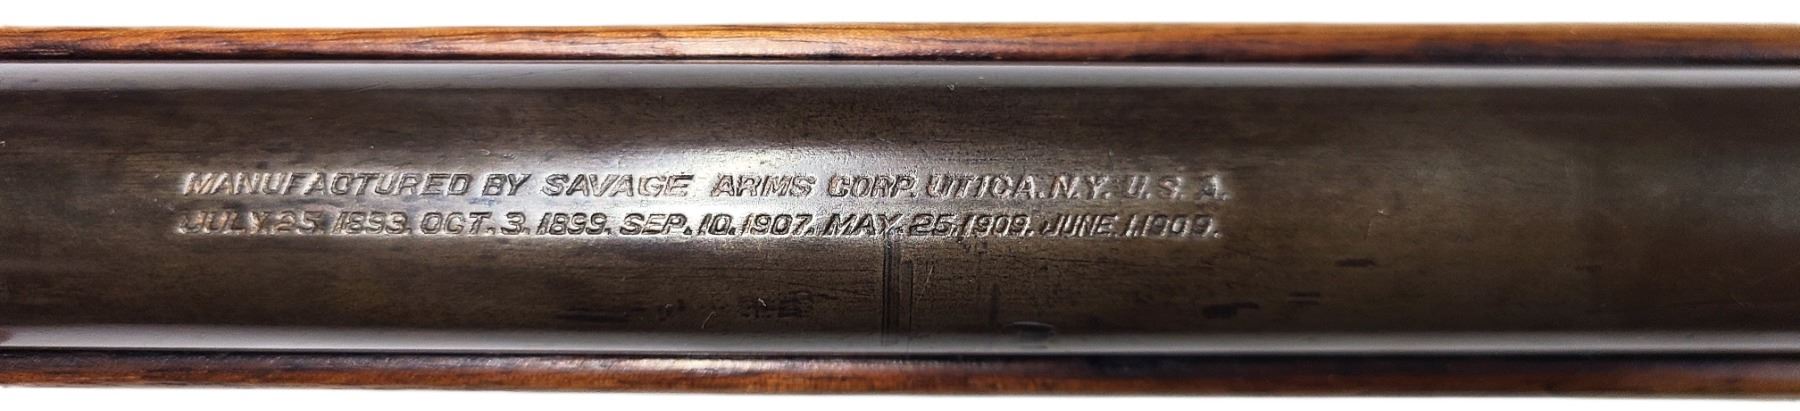 MANUFACTURED BY SAVAGE ARMS CORP. UTICA. N.Y. U.S.A.
JULY. 25. 1893. OCT. 3. 1899. SEP. 10. 1907. MAY. 25. 1909. JUNE. 1. 1909.